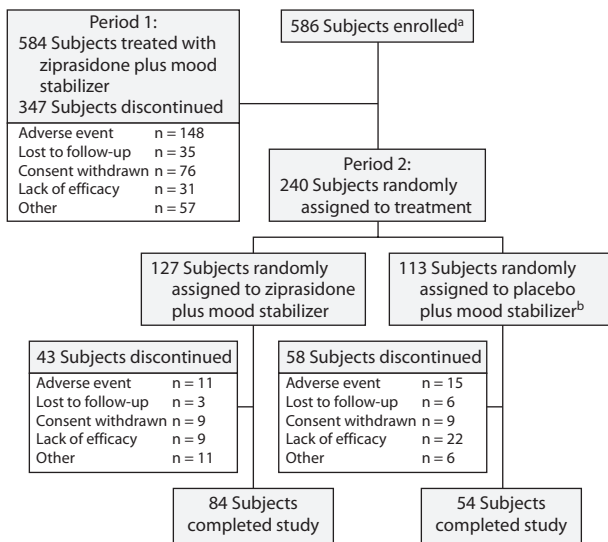 Period 1:
584 Subjects treated with
ziprasidone plus mood
stabilizer
347 Subjects discontinued
Adverse event n = 148
Lost to follow-up n = 35
Consent withdrawn n = 76
Lack of efficacy n = 31
Other n = 57
586 Subjects enrolledᵃ
Period 2:
240 Subjects randomly
assigned to treatment
127 Subjects randomly
assigned to ziprasidone
plus mood stabilizer
113 Subjects randomly
assigned to placebo
plus mood stabilizerᵇ
43 Subjects discontinued
Adverse event n = 11
Lost to follow-up n = 3
Consent withdrawn n = 9
Lack of efficacy n = 9
Other n = 11
58 Subjects discontinued
Adverse event n = 15
Lost to follow-up n = 6
Consent withdrawn n = 9
Lack of efficacy n = 22
Other n = 6
84 Subjects
completed study
54 Subjects
completed study